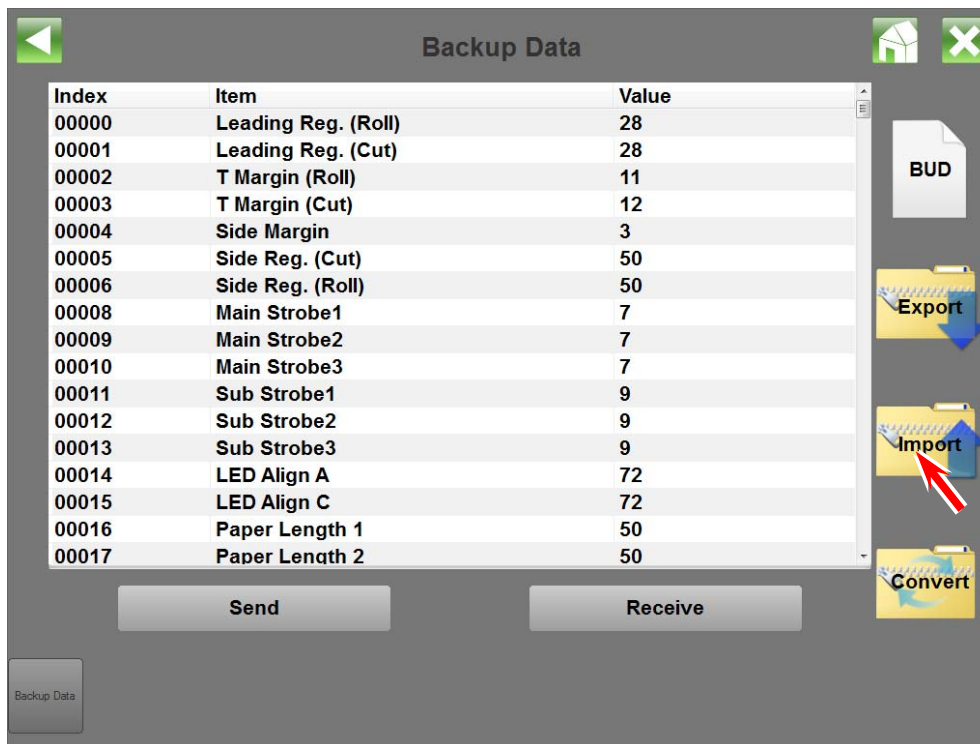 Backup Data
Index Item Value
00000 Leading Reg. (Roll) 28
00001 Leading Reg. (Cut) 28
00002 T Margin (Roll) 11
00003 T Margin (Cut) 12
00004 Side Margin 3
00005 Side Reg. (Cut) 50
00006 Side Reg. (Roll) 50
00008 Main Strobe1 7
00009 Main Strobe2 7
00010 Main Strobe3 7
00011 Sub Strobe1 9
00012 Sub Strobe2 9
00013 Sub Strobe3 9
00014 LED Align A 72
00015 LED Align C 72
00016 Paper Length 1 50
00017 Paper Length 2 50
BUD
Export
Import
Convert
Send Receive
Backup Data